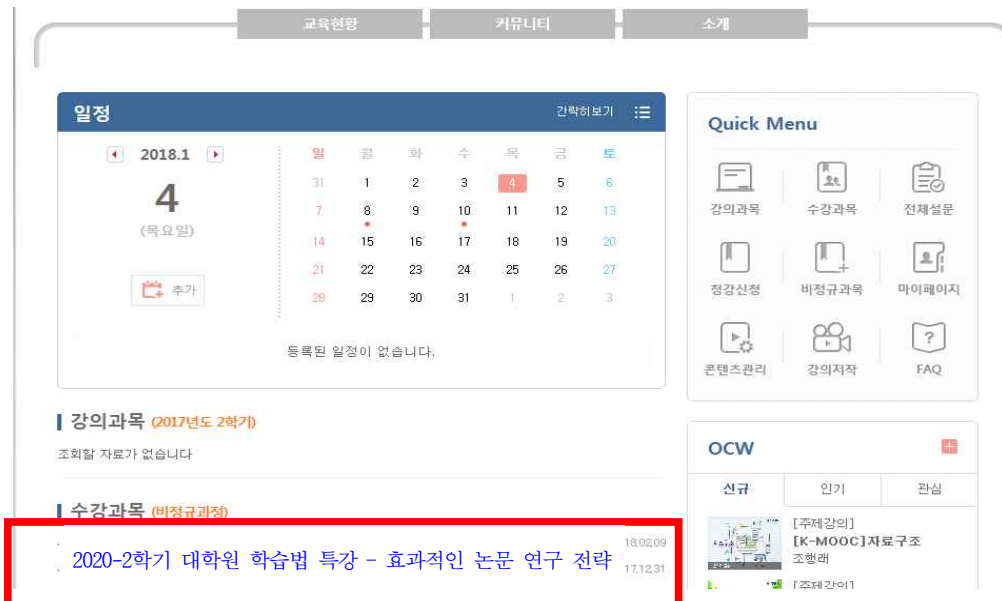 교육현황 커뮤니티 소개
일정 간략히보기
2018.1
4
(목요일)
추가
일 월 화 수 목 금 토
31 1 2 3 4 5 6
7 8 9 10 11 12 13
14 15 16 17 18 19 20
21 22 23 24 25 26 27
28 29 30 31 1 2 3
등록된 일정이 없습니다.
Quick Menu
강의과목 수강과목 전체설문
청강신청 비정규과목 마이페이지
콘텐츠관리 강의저작 FAQ
강의과목 (2017년도 2학기)
조회할 자료가 없습니다
수강과목 (비정규과정)
18.02.09
2020-2학기 대학원 학습법 특강 - 효과적인 논문 연구 전략
17.12.31
OCW
신규 인기 관심
[주제강의]
[K-MOOC]자료구조
조행래
[주제강의]